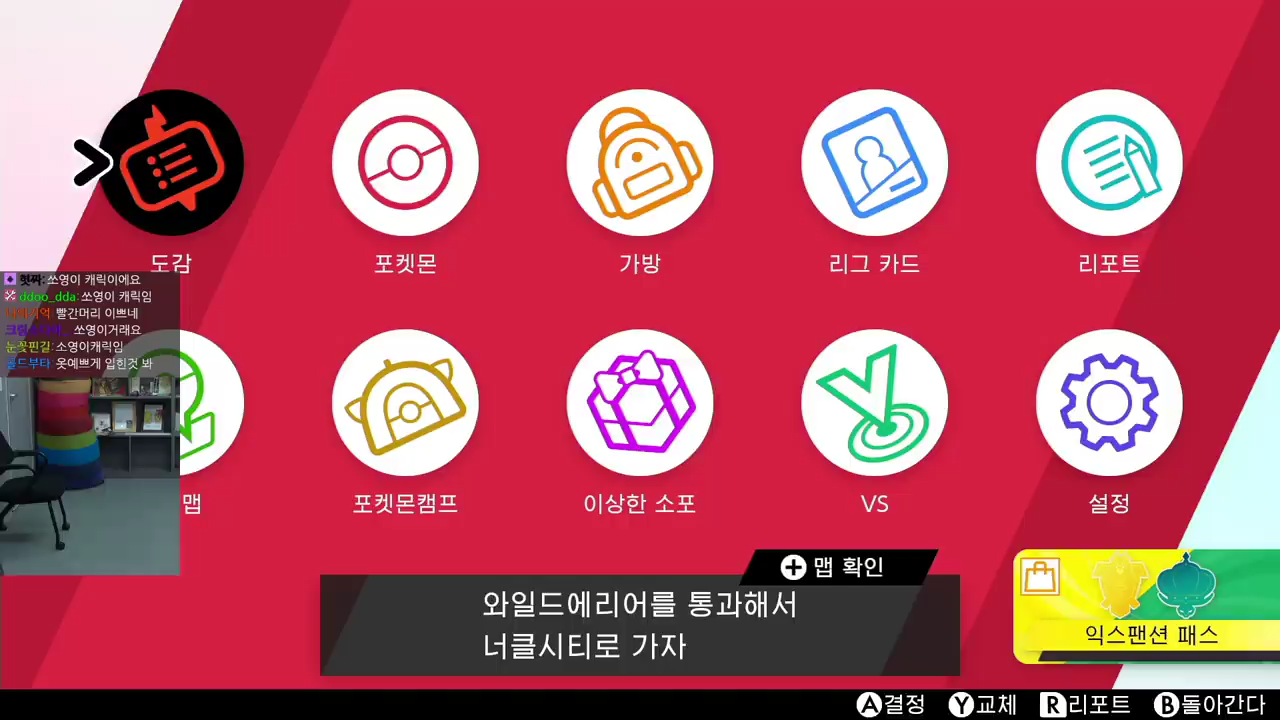 도감
포켓몬
가방
리그 카드
리포트
쏘영이 캐릭이에요
ddoo_dda: 쏘영이 캐릭임
빨간머리 이쁘네
쏘영이거래요
눈꽃핀길: 소영이캐릭임
옷예쁘게 입힌것 봐
맵
포켓몬캠프
이상한 소포
VS
설정
맵 확인
와일드에리어를 통과해서
너클시티로 가자
익스팬션 패스
A결정
Y교체
R리포트
B돌아간다